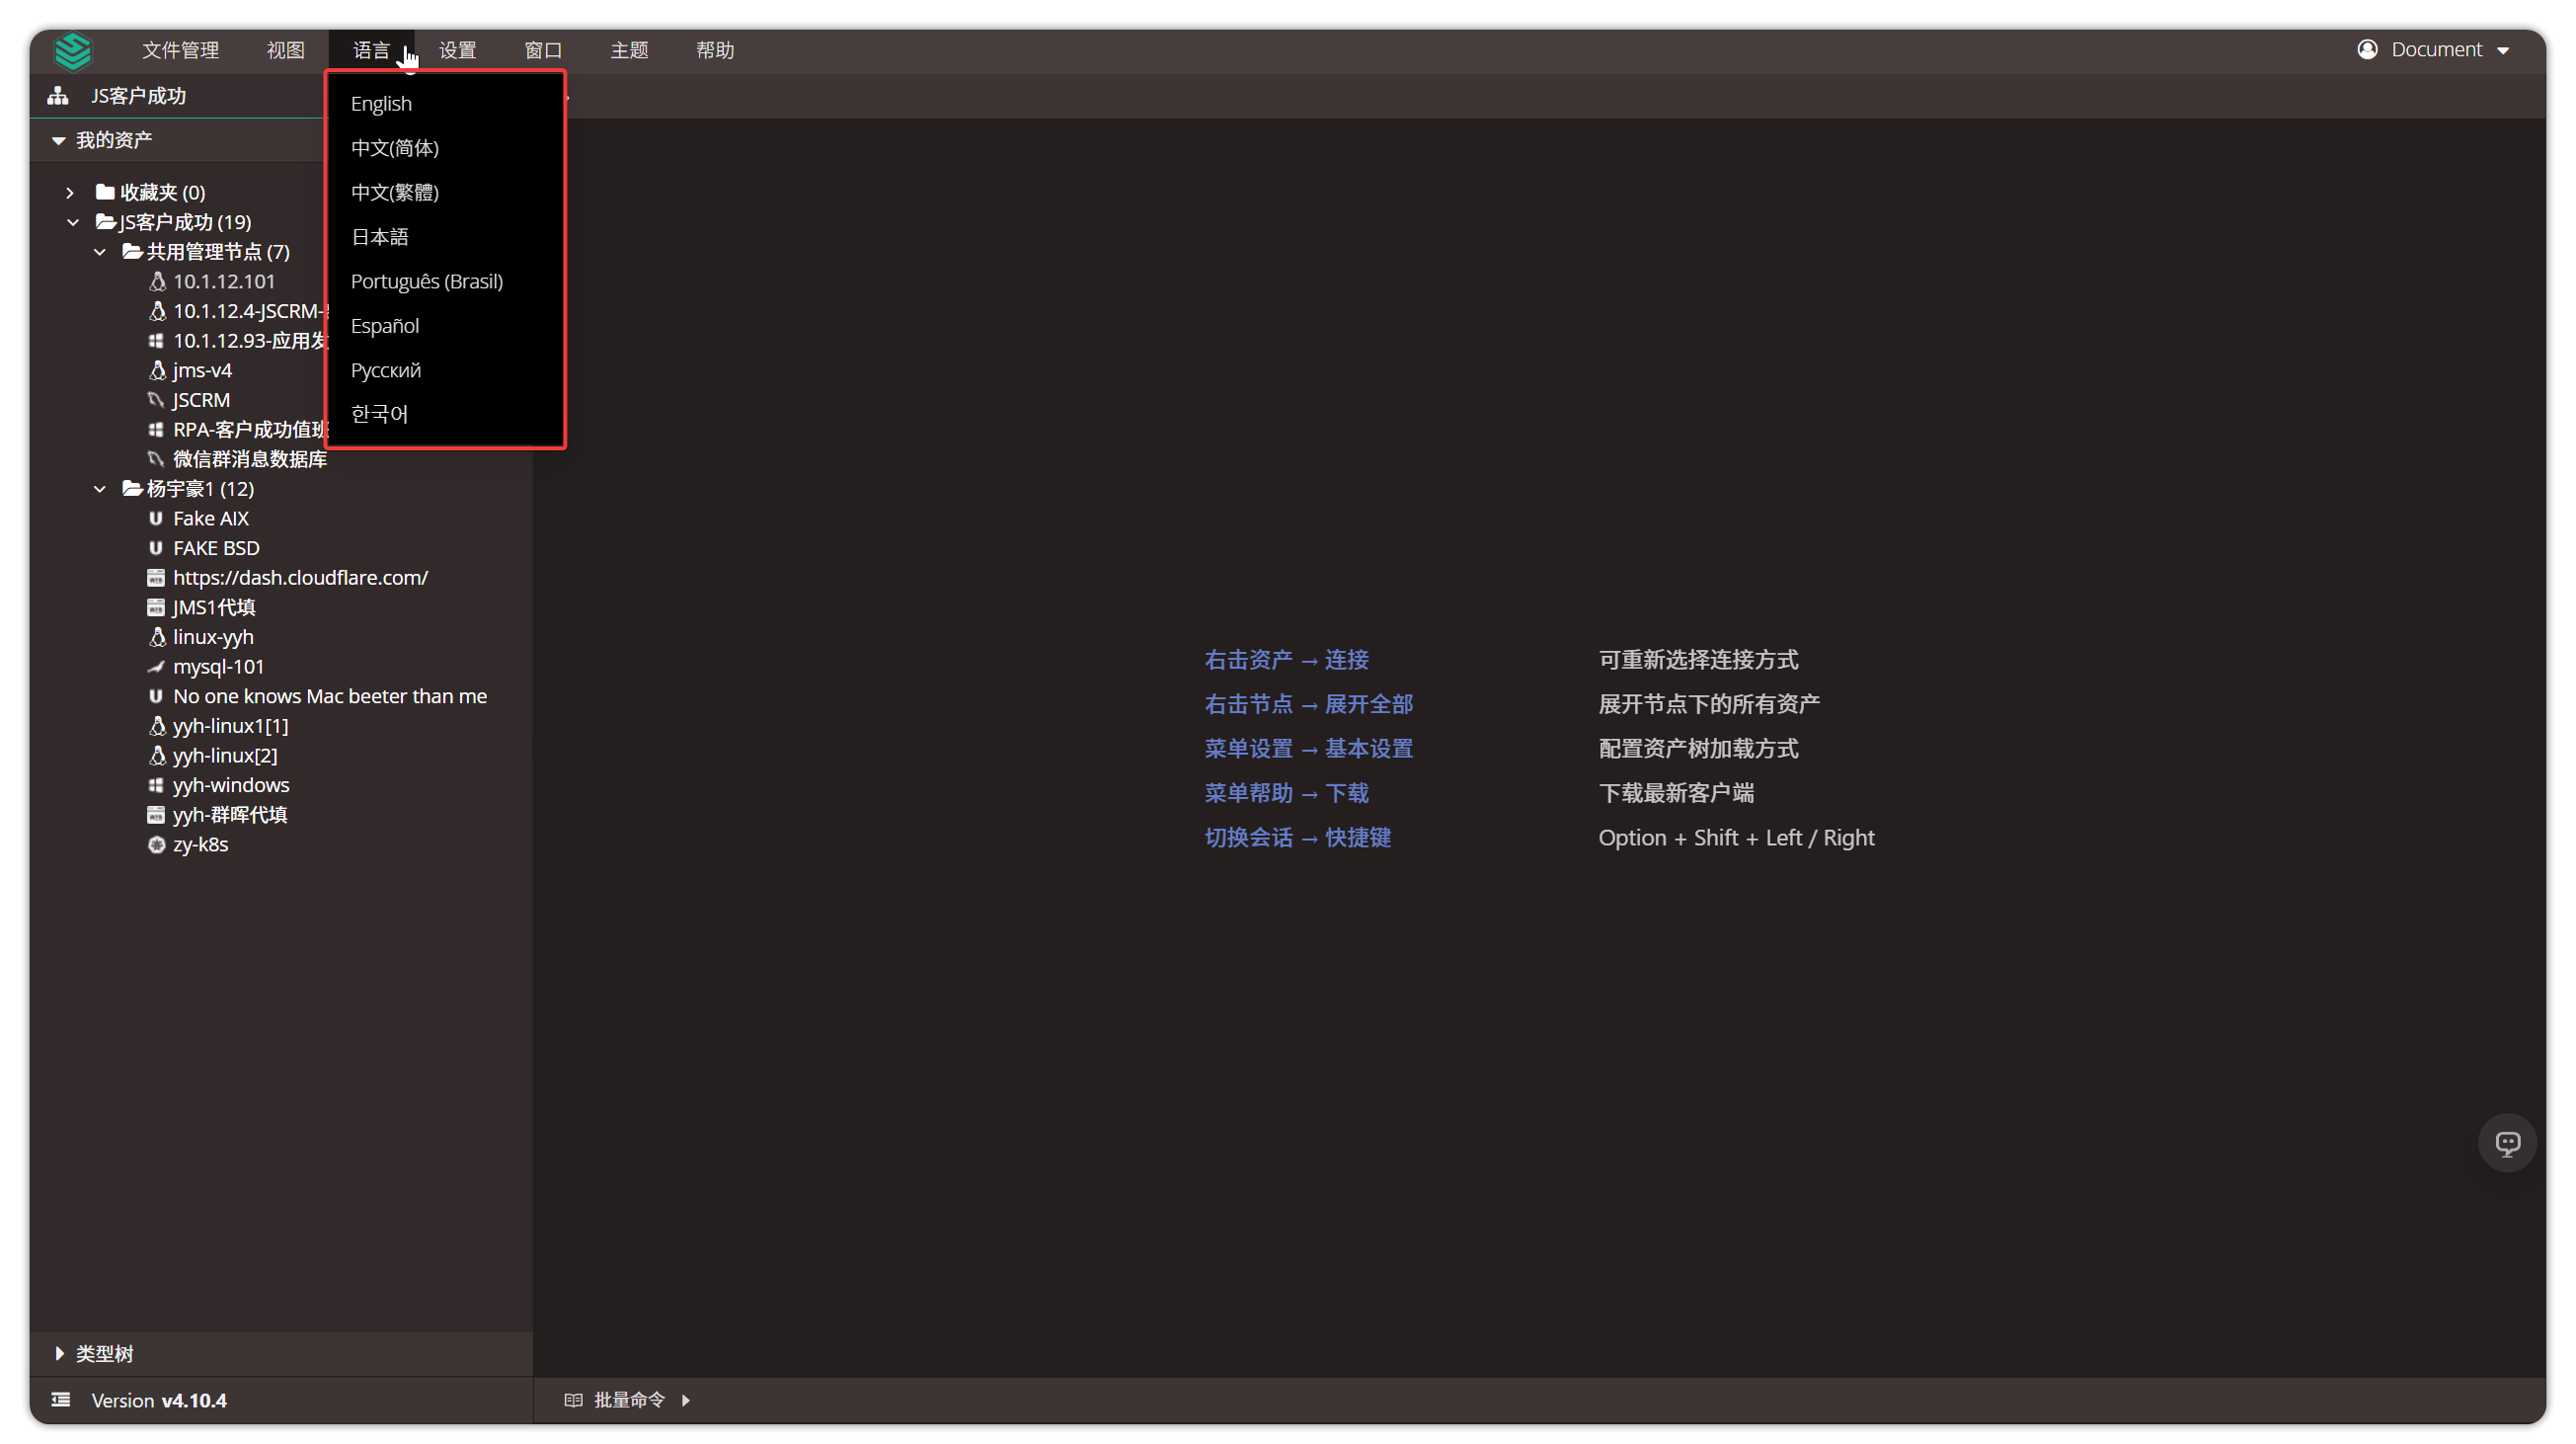 文件管理 视图 语言 设置 窗口 主题 帮助 Document
JS客户成功
我的资产
English
中文(简体)
中文(繁體)
日本語
Português (Brasil)
Español
Русский
한국어
收藏夹 (0)
JS客户成功 (19)
共用管理节点 (7)
10.1.12.101
10.1.12.4-JSCRM-
10.1.12.93-应用发
jms-v4
JSCRM
RPA-客户成功值班
微信群消息数据库
杨宇豪1 (12)
Fake AIX
FAKE BSD
https://dash.cloudflare.com/
JMS1代填
linux-yyh
mysql-101
No one knows Mac beeter than me
yyh-linux1[1]
yyh-linux[2]
yyh-windows
yyh-群晖代填
zy-k8s
右击资产 → 连接 可重新选择连接方式
右击节点 → 展开全部 展开节点下的所有资产
菜单设置 → 基本设置 配置资产树加载方式
菜单帮助 → 下载 下载最新客户端
切换会话 → 快捷键 Option + Shift + Left / Right
类型树
Version v4.10.4
批量命令